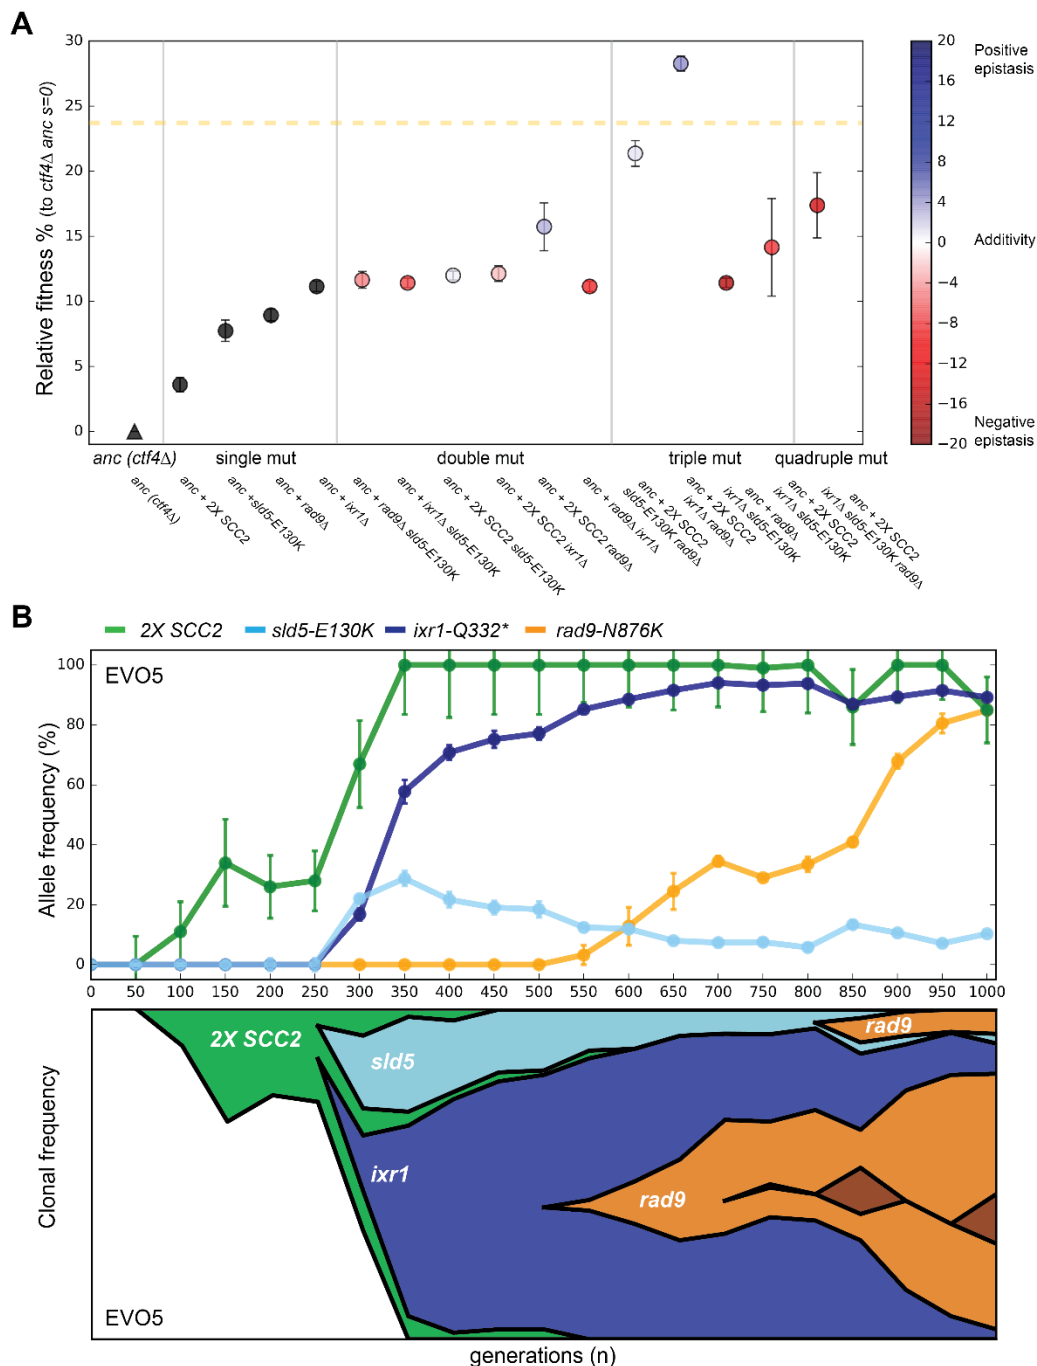 A
Relative fitness % (to ctf4Δ anc s=0)
30
25
20
15
10
5
0
20
16
12
8
4
0
−4
−8
−12
−16
−20
Positive
epistasis
Additivity
Negative
epistasis
anc (ctf4Δ)
single mut
double mut
triple mut
quadruple mut
anc (ctf4Δ)
anc + 2X SCC2
anc +sld5-E130K
anc + rad9Δ
anc + ixr1Δ
anc + rad9Δ sld5-E130K
anc + ixr1Δ sld5-E130K
anc + 2X SCC2 sld5-E130K
anc + 2X SCC2 ixr1Δ
anc + 2X SCC2 rad9Δ
anc + rad9Δ ixr1Δ
anc + 2X SCC2
sld5-E130K rad9Δ
anc + 2X SCC2
ixr1Δ rad9Δ
anc + rad9Δ
ixr1Δ sld5-E130K
anc + 2X SCC2
ixr1Δ sld5-E130K
anc + 2X SCC2
ixr1Δ sld5-E130K rad9Δ
B
2X SCC2
sld5-E130K
ixr1-Q332*
rad9-N876K
EVO5
Allele frequency (%)
100
80
60
40
20
0
0 50 100 150 200 250 300 350 400 450 500 550 600 650 700 750 800 850 900 950 1000
Clonal frequency
2X SCC2
sld5
ixr1
rad9
rad9
EVO5
generations (n)